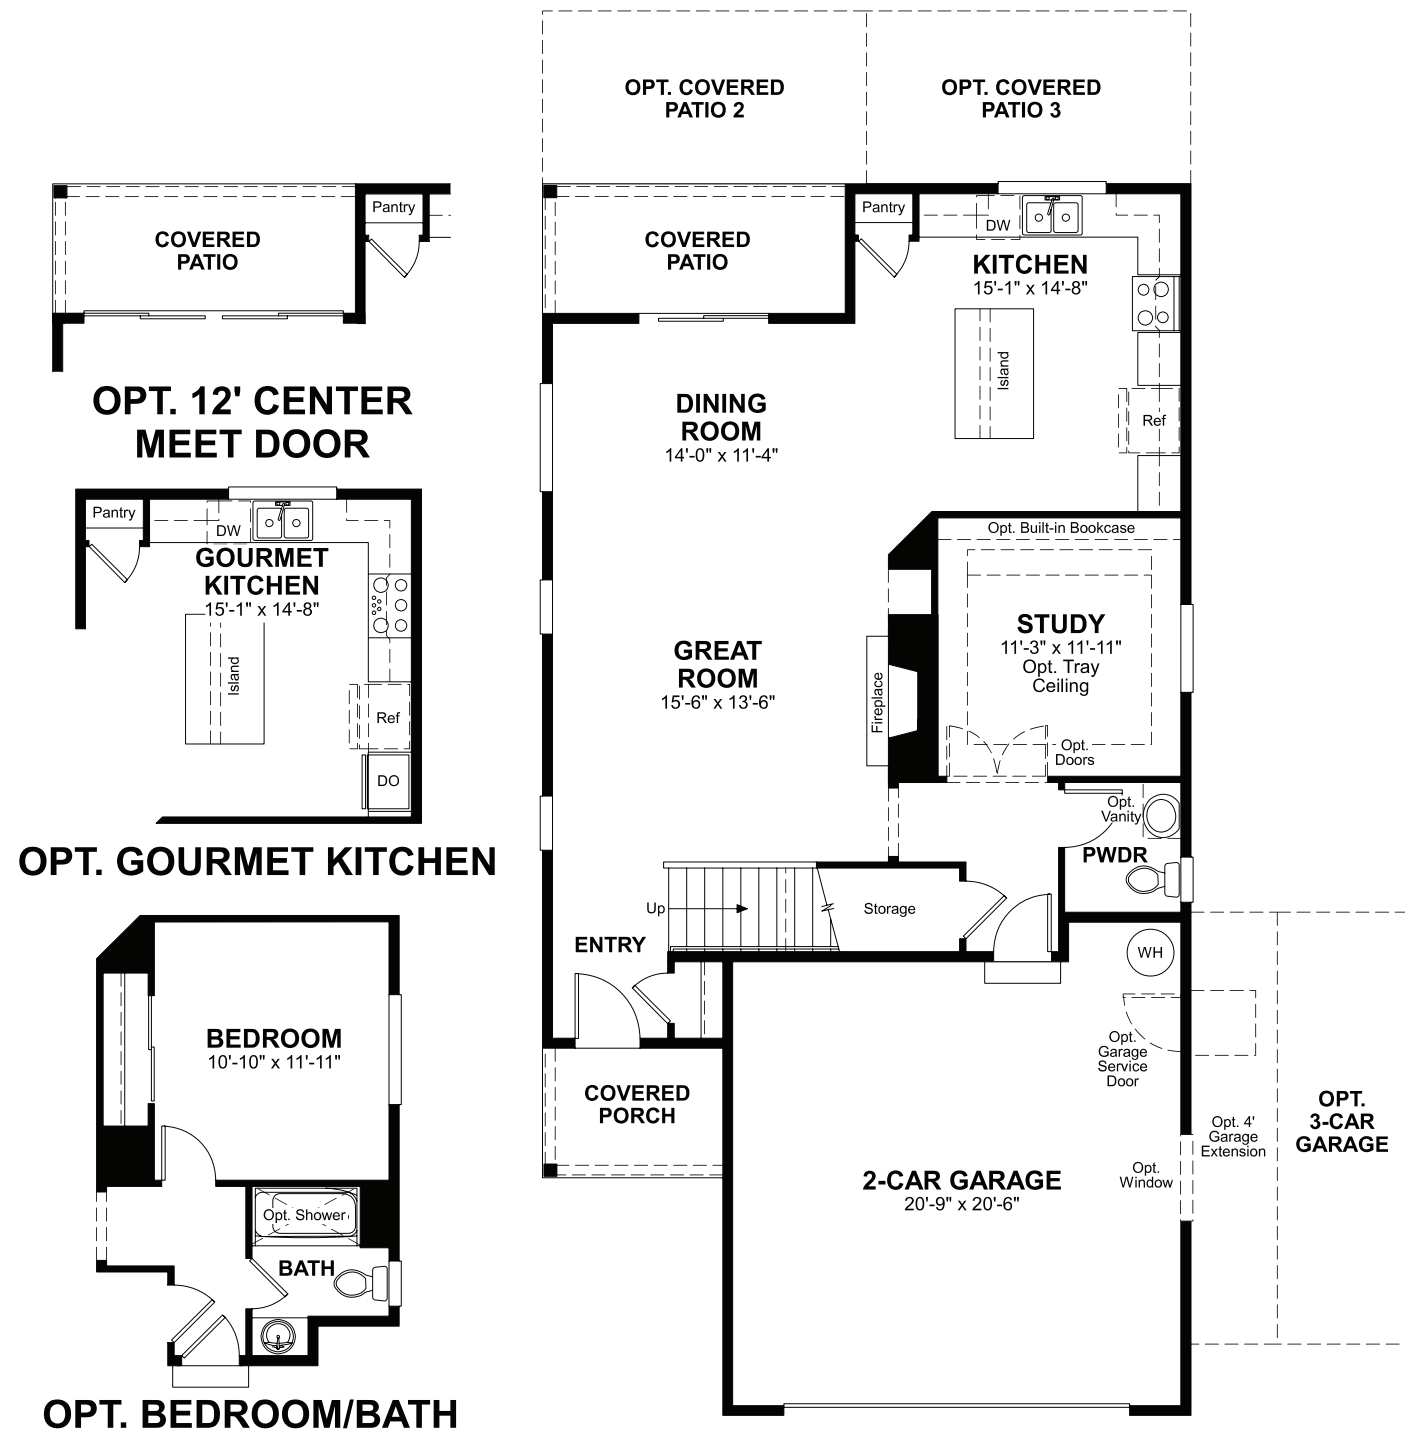 OPT. COVERED
PATIO 2
OPT. COVERED
PATIO 3
Pantry
COVERED
PATIO
OPT. 12' CENTER
MEET DOOR
Pantry
DW
COVERED
PATIO
KITCHEN
15'-1" x 14'-8"
Island
Ref
DINING
ROOM
14'-0" x 11'-4"
Pantry
DW
GOURMET
KITCHEN
15'-1" x 14'-8"
Island
Ref
DO
OPT. GOURMET KITCHEN
Opt. Built-in Bookcase
STUDY
11'-3" x 11'-11"
Opt. Tray
Ceiling
GREAT
ROOM
15'-6" x 13'-6"
Fireplace
Opt.
Doors
Opt.
Vanity
PWDR
Up
Storage
ENTRY
WH
Opt.
Garage
Service
Door
COVERED
PORCH
2-CAR GARAGE
20'-9" x 20'-6"
Opt.
Window
Opt. 4'
Garage
Extension
OPT.
3-CAR
GARAGE
BEDROOM
10'-10" x 11'-11"
Opt. Shower
BATH
OPT. BEDROOM/BATH